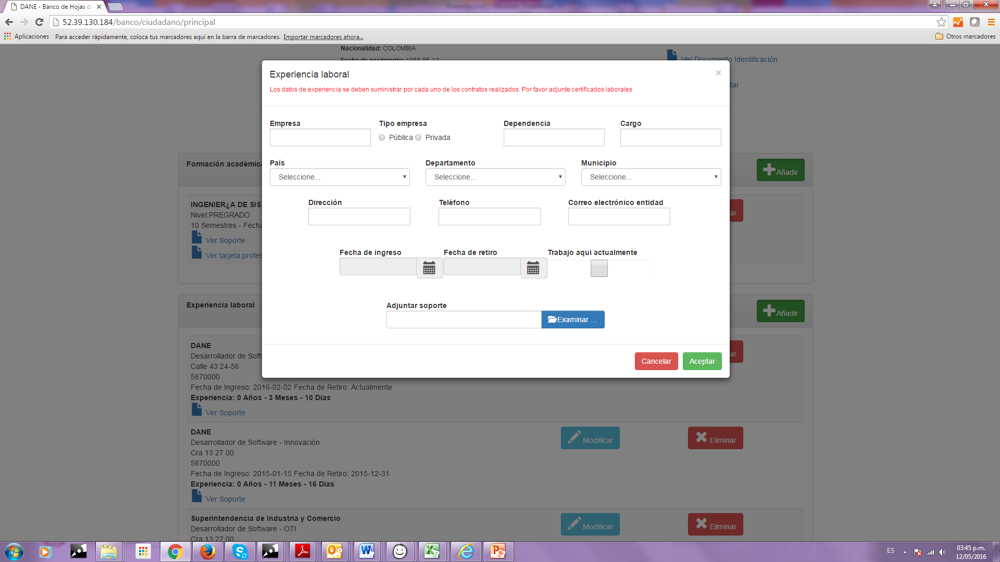 DANE - Banco de Hojas de
52.39.130.184/banco/ciudadano/principal
Aplicaciones Para acceder rápidamente, coloca tus marcadores aquí en la barra de marcadores. Importar marcadores ahora... Otros marcadores
Nacionalidad: COLOMBIA
Fecha de nacimiento: 1988-05-12
Ver Documento Identificación
tar
Experiencia laboral ×
Los datos de experiencia se deben suministrar por cada uno de los contratos realizados. Por favor adjunte certificados laborales
Empresa Tipo empresa Dependencia Cargo
Pública Privada
País Departamento Municipio
Seleccione... Seleccione... Seleccione...
Dirección Teléfono Correo electrónico entidad
Fecha de ingreso Fecha de retiro Trabajo aqui actualmente
Adjuntar soporte
Examinar ...
Cancelar Aceptar
Formación académica
Añadir
INGENIER¿A DE SIS
ar
Nivel:PREGRADO
10 Semestres - Fecha
Ver Soporte
Ver tarjeta profes
Experiencia laboral
Añadir
DANE
ar
Desarrollador de Softw
Calle 43 24-56
5870000
Fecha de Ingreso: 2016-02-02 Fecha de Retiro: Actualmente
Experiencia: 0 Años - 3 Meses - 10 Dias
Ver Soporte
DANE
Modificar Eliminar
Desarrollador de Software - Innovación
Cra 13 27 00
5870000
Fecha de Ingreso: 2015-01-15 Fecha de Retiro: 2015-12-31
Experiencia: 0 Años - 11 Meses - 16 Dias
Ver Soporte
Superintendencia de Industria y Comercio
Modificar Eliminar
Desarrollador de Software - OTI
Cra 13 27 00
ES
03:45 p.m.
12/05/2016